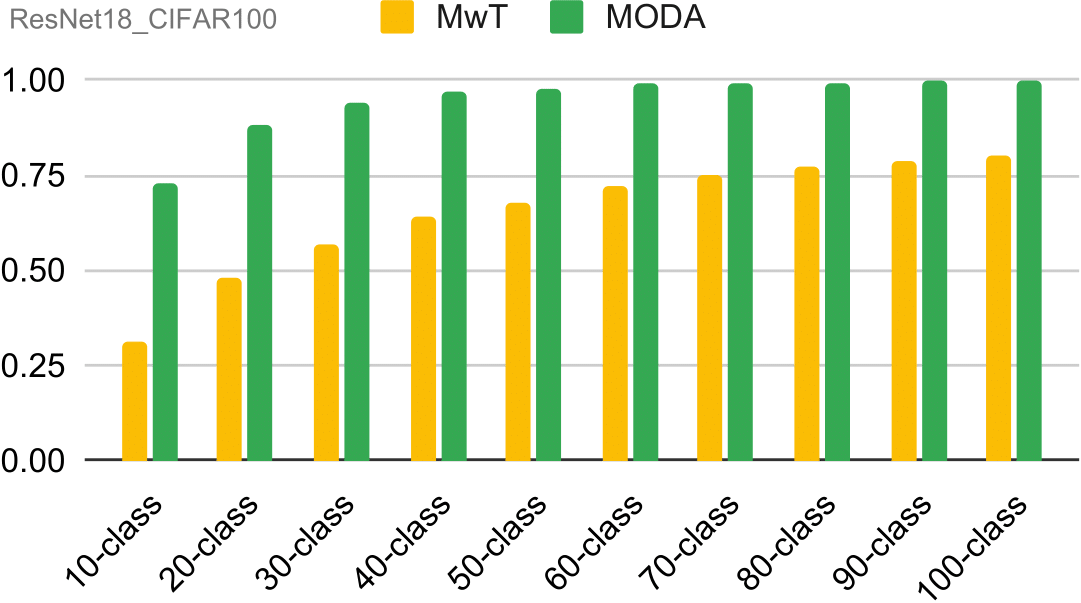 ResNet18_CIFAR100
MwT
MODA
1.00
0.75
0.50
0.25
0.00
10-class
20-class
30-class
40-class
50-class
60-class
70-class
80-class
90-class
100-class